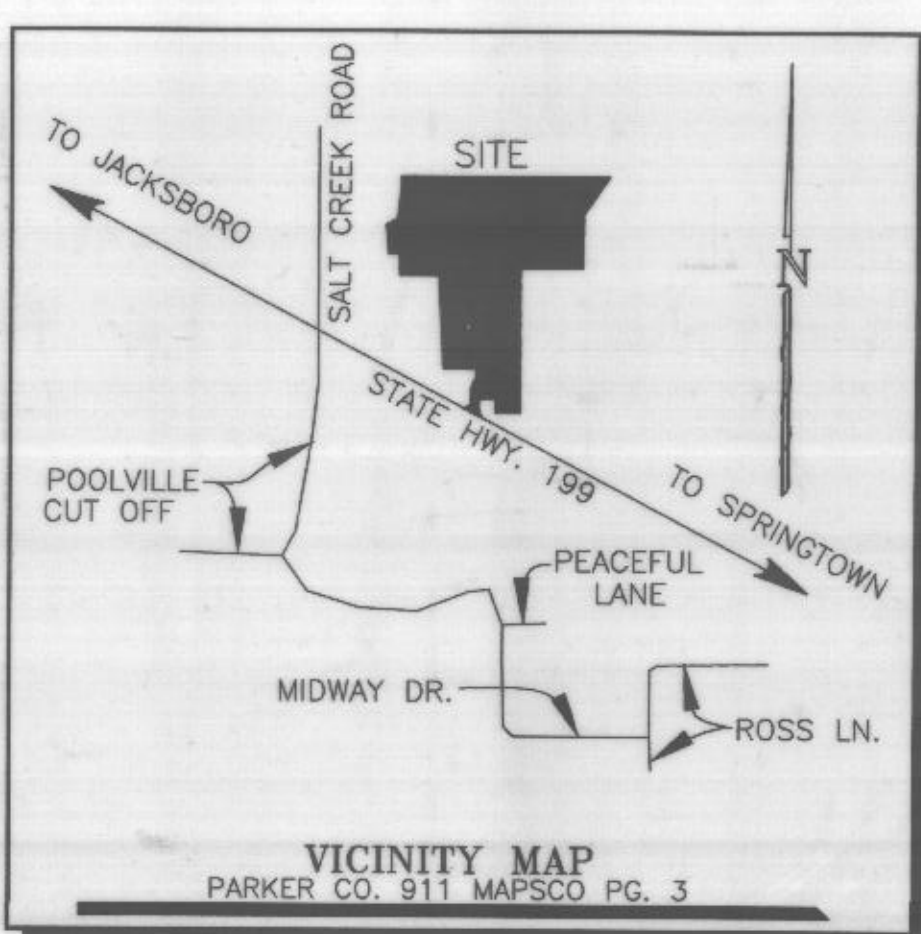 TO JACKSBORO
SALT CREEK ROAD
SITE
N
STATE HWY. 199
TO SPRINGTOWN
POOLVILLE
CUT OFF
PEACEFUL
LANE
MIDWAY DR.
ROSS LN.
VICINITY MAP
PARKER CO. 911 MAPSCO PG. 3